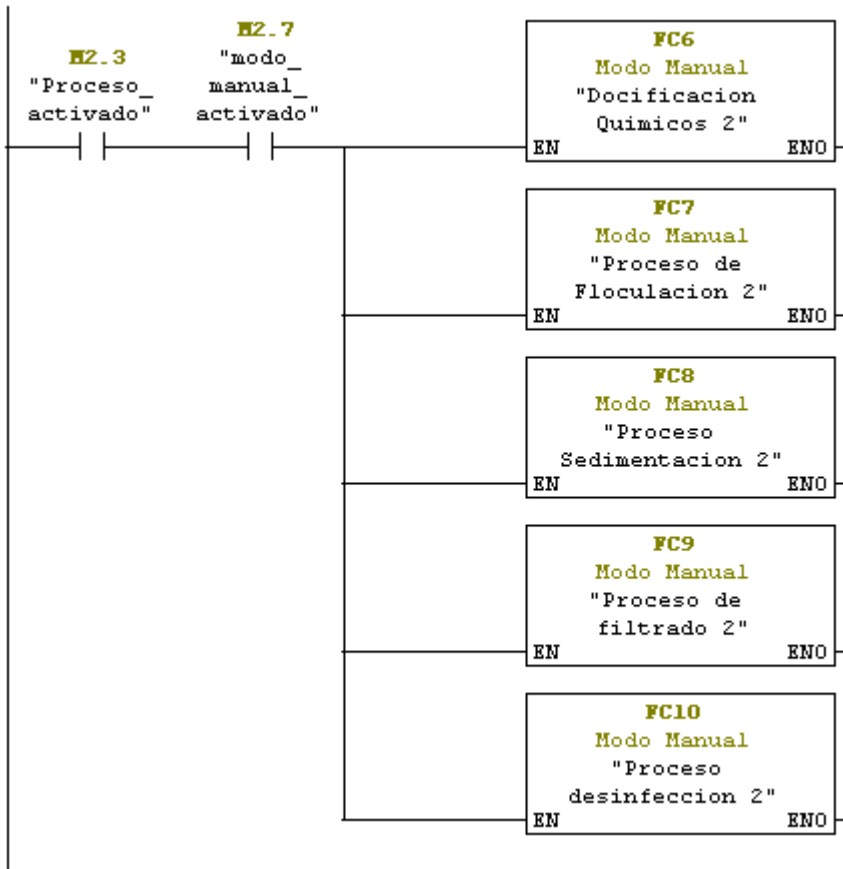 M2.3
"Proceso_
activado"
M2.7
"modo_
manual_
activado"
FC6
Modo Manual
"Docificacion
Quimicos 2"
EN ENO
FC7
Modo Manual
"Proceso de
Floculacion 2"
EN ENO
FC8
Modo Manual
"Proceso
Sedimentacion 2"
EN ENO
FC9
Modo Manual
"Proceso de
filtrado 2"
EN ENO
FC10
Modo Manual
"Proceso
desinfeccion 2"
EN ENO